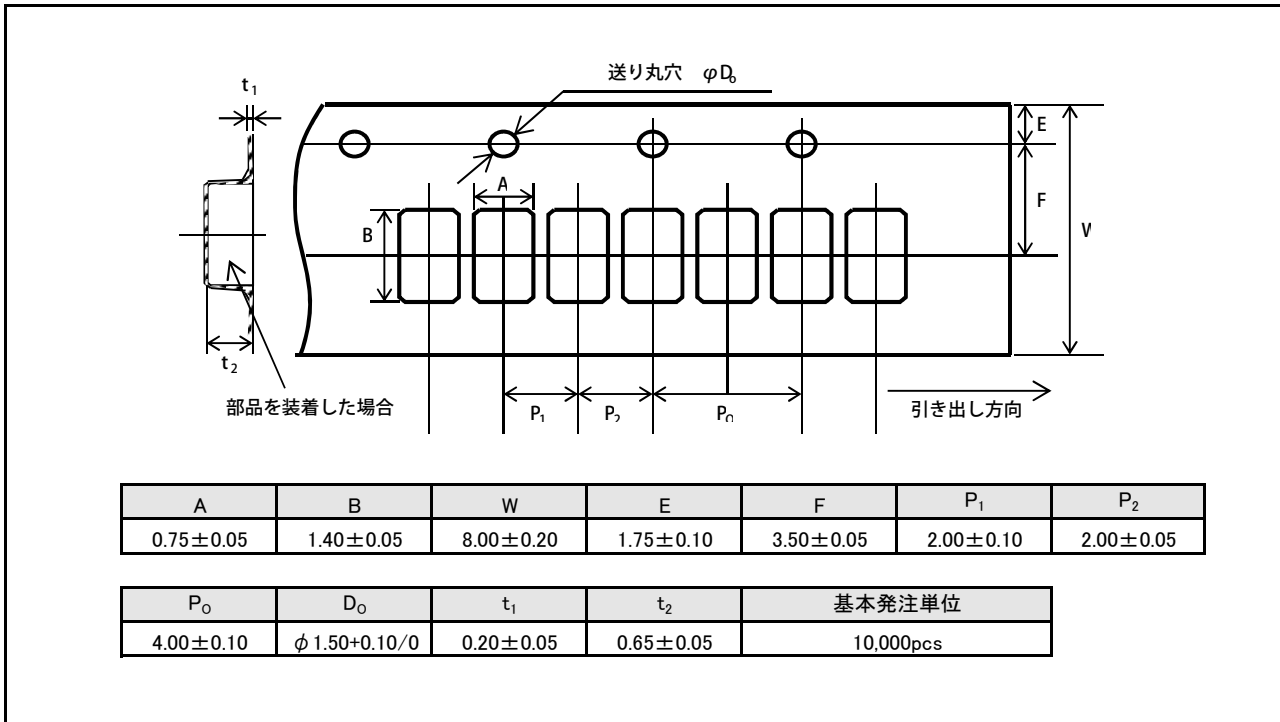 送り丸穴 φD₀
t₁
E
A
F
B
W
t₂
部品を装着した場合
P₁ P₂ P₀
引き出し方向
A B W E F P₁ P₂
0.75±0.05 1.40±0.05 8.00±0.20 1.75±0.10 3.50±0.05 2.00±0.10 2.00±0.05
P₀ D₀ t₁ t₂ 基本発注単位
4.00±0.10 φ1.50+0.10/0 0.20±0.05 0.65±0.05 10,000pcs